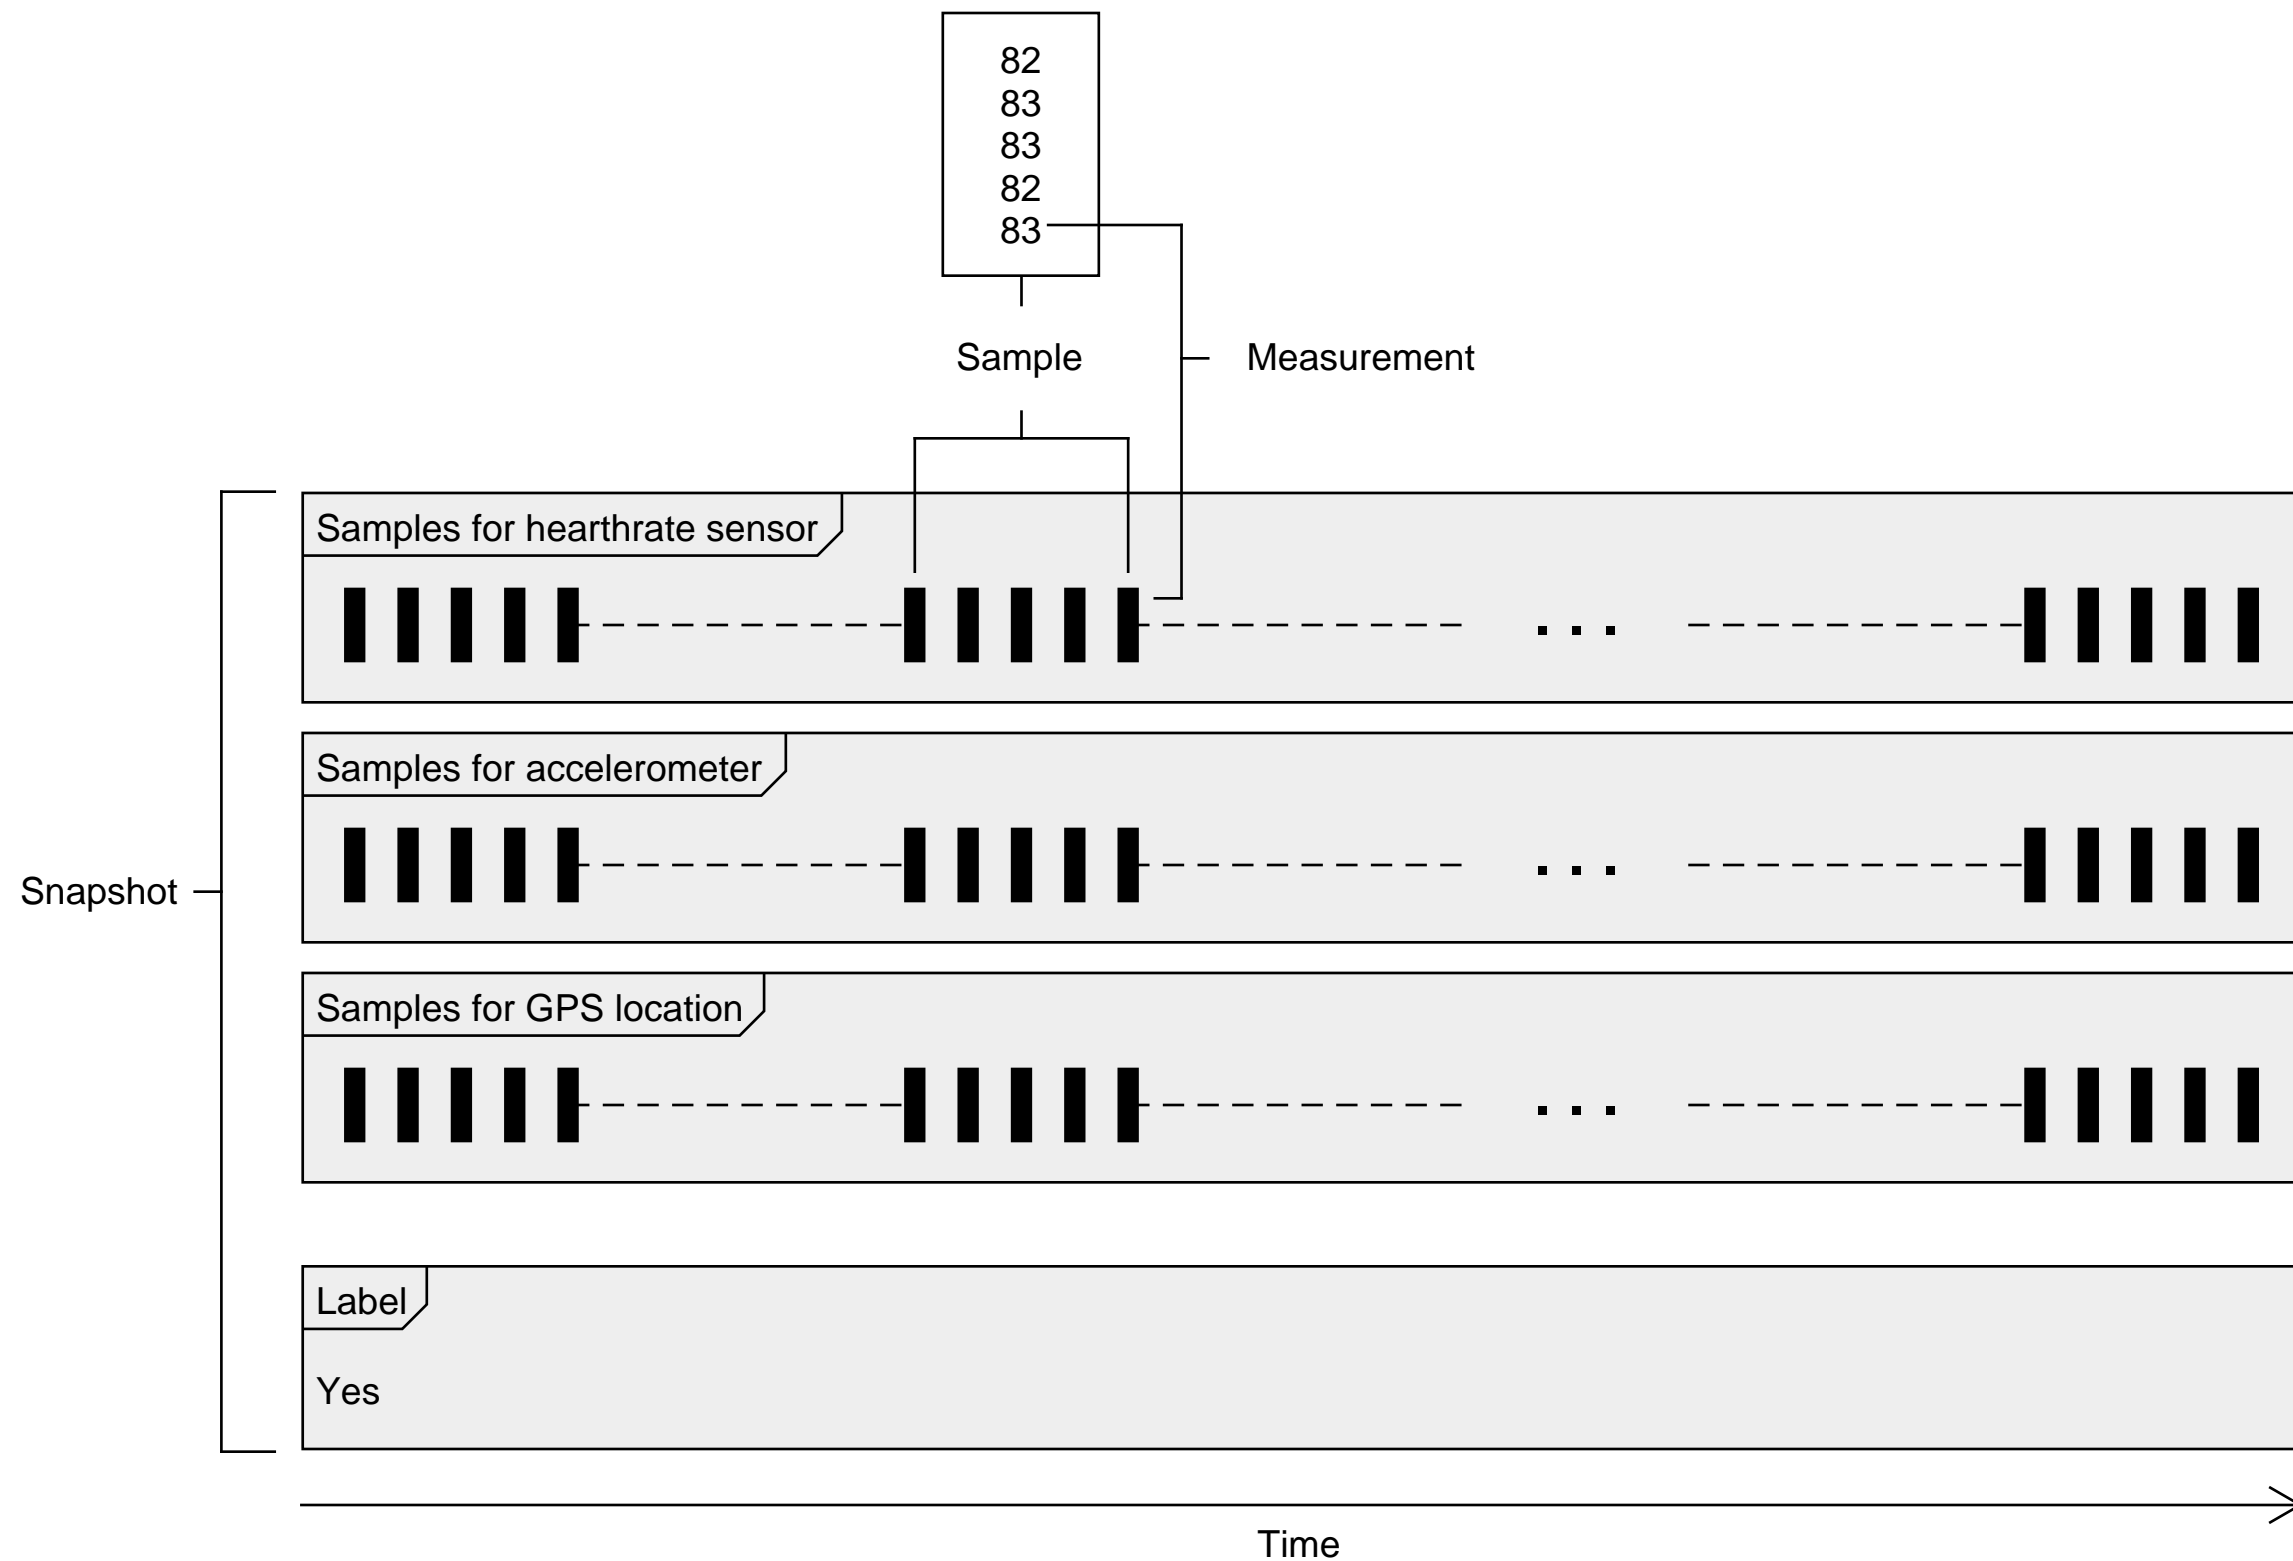 82
83
83
82
83
Sample
Measurement
Samples for hearthrate sensor
. . .
Samples for accelerometer
. . .
Snapshot
Samples for GPS location
. . .
Label
Yes
Time